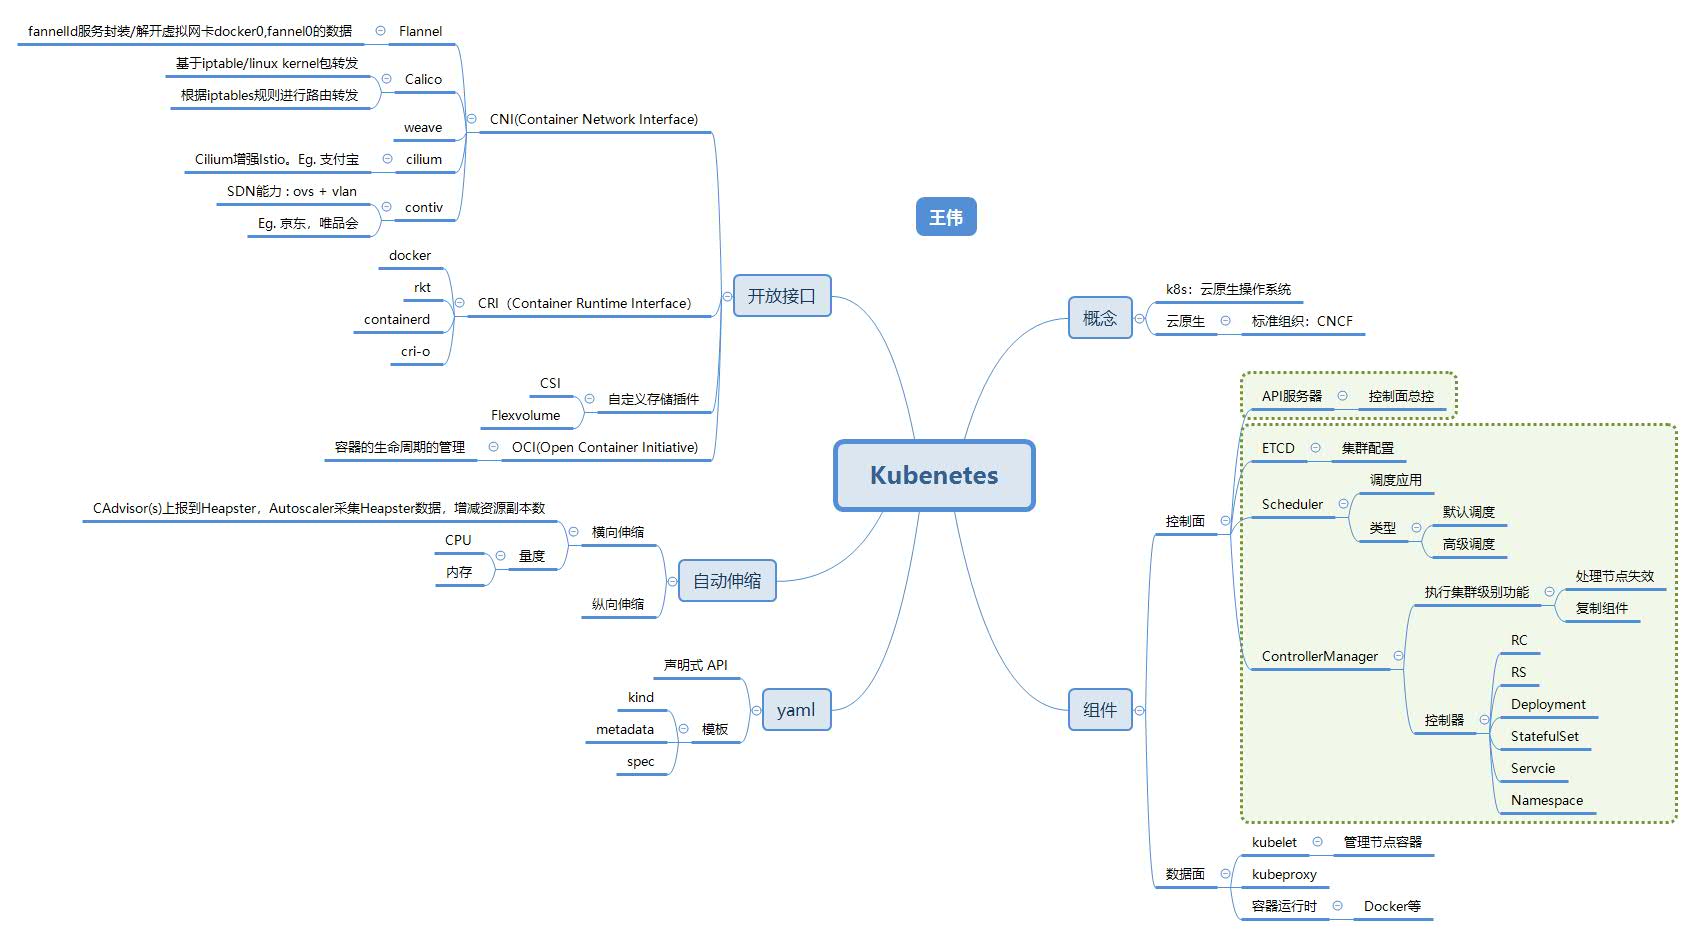 Kubenetes
王伟
概念
k8s：云原生操作系统
云原生
标准组织：CNCF
组件
控制面
API服务器
控制面总控
ETCD
集群配置
Scheduler
调度应用
类型
默认调度
高级调度
ControllerManager
执行集群级别功能
处理节点失效
复制组件
控制器
RC
RS
Deployment
StatefulSet
Servcie
Namespace
数据面
kubelet
管理节点容器
kubeproxy
容器运行时
Docker等
开放接口
CNI(Container Network Interface)
Flannel
fannelld服务封装/解开虚拟网卡docker0,fannel0的数据
Calico
基于iptable/linux kernel包转发
根据iptables规则进行路由转发
weave
cilium
Cilium增强Istio。Eg. 支付宝
contiv
SDN能力：ovs + vlan
Eg. 京东，唯品会
CRI（Container Runtime Interface）
docker
rkt
containerd
cri-o
自定义存储插件
CSI
Flexvolume
OCI(Open Container Initiative)
容器的生命周期的管理
自动伸缩
横向伸缩
CAdvisor(s)上报到Heapster，Autoscaler采集Heapster数据，增减资源副本数
量度
CPU
内存
纵向伸缩
yaml
声明式 API
模板
kind
metadata
spec